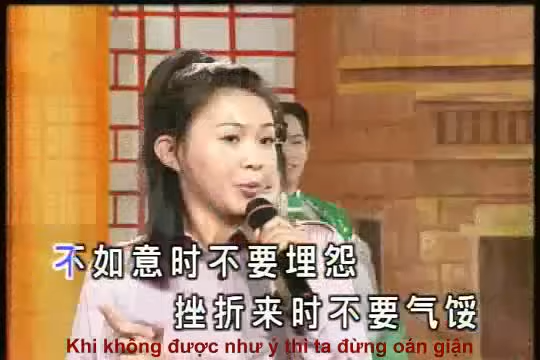 不如意时不要埋怨
挫折来时不要气馁
Khi không được như ý thì ta đừng oán giận